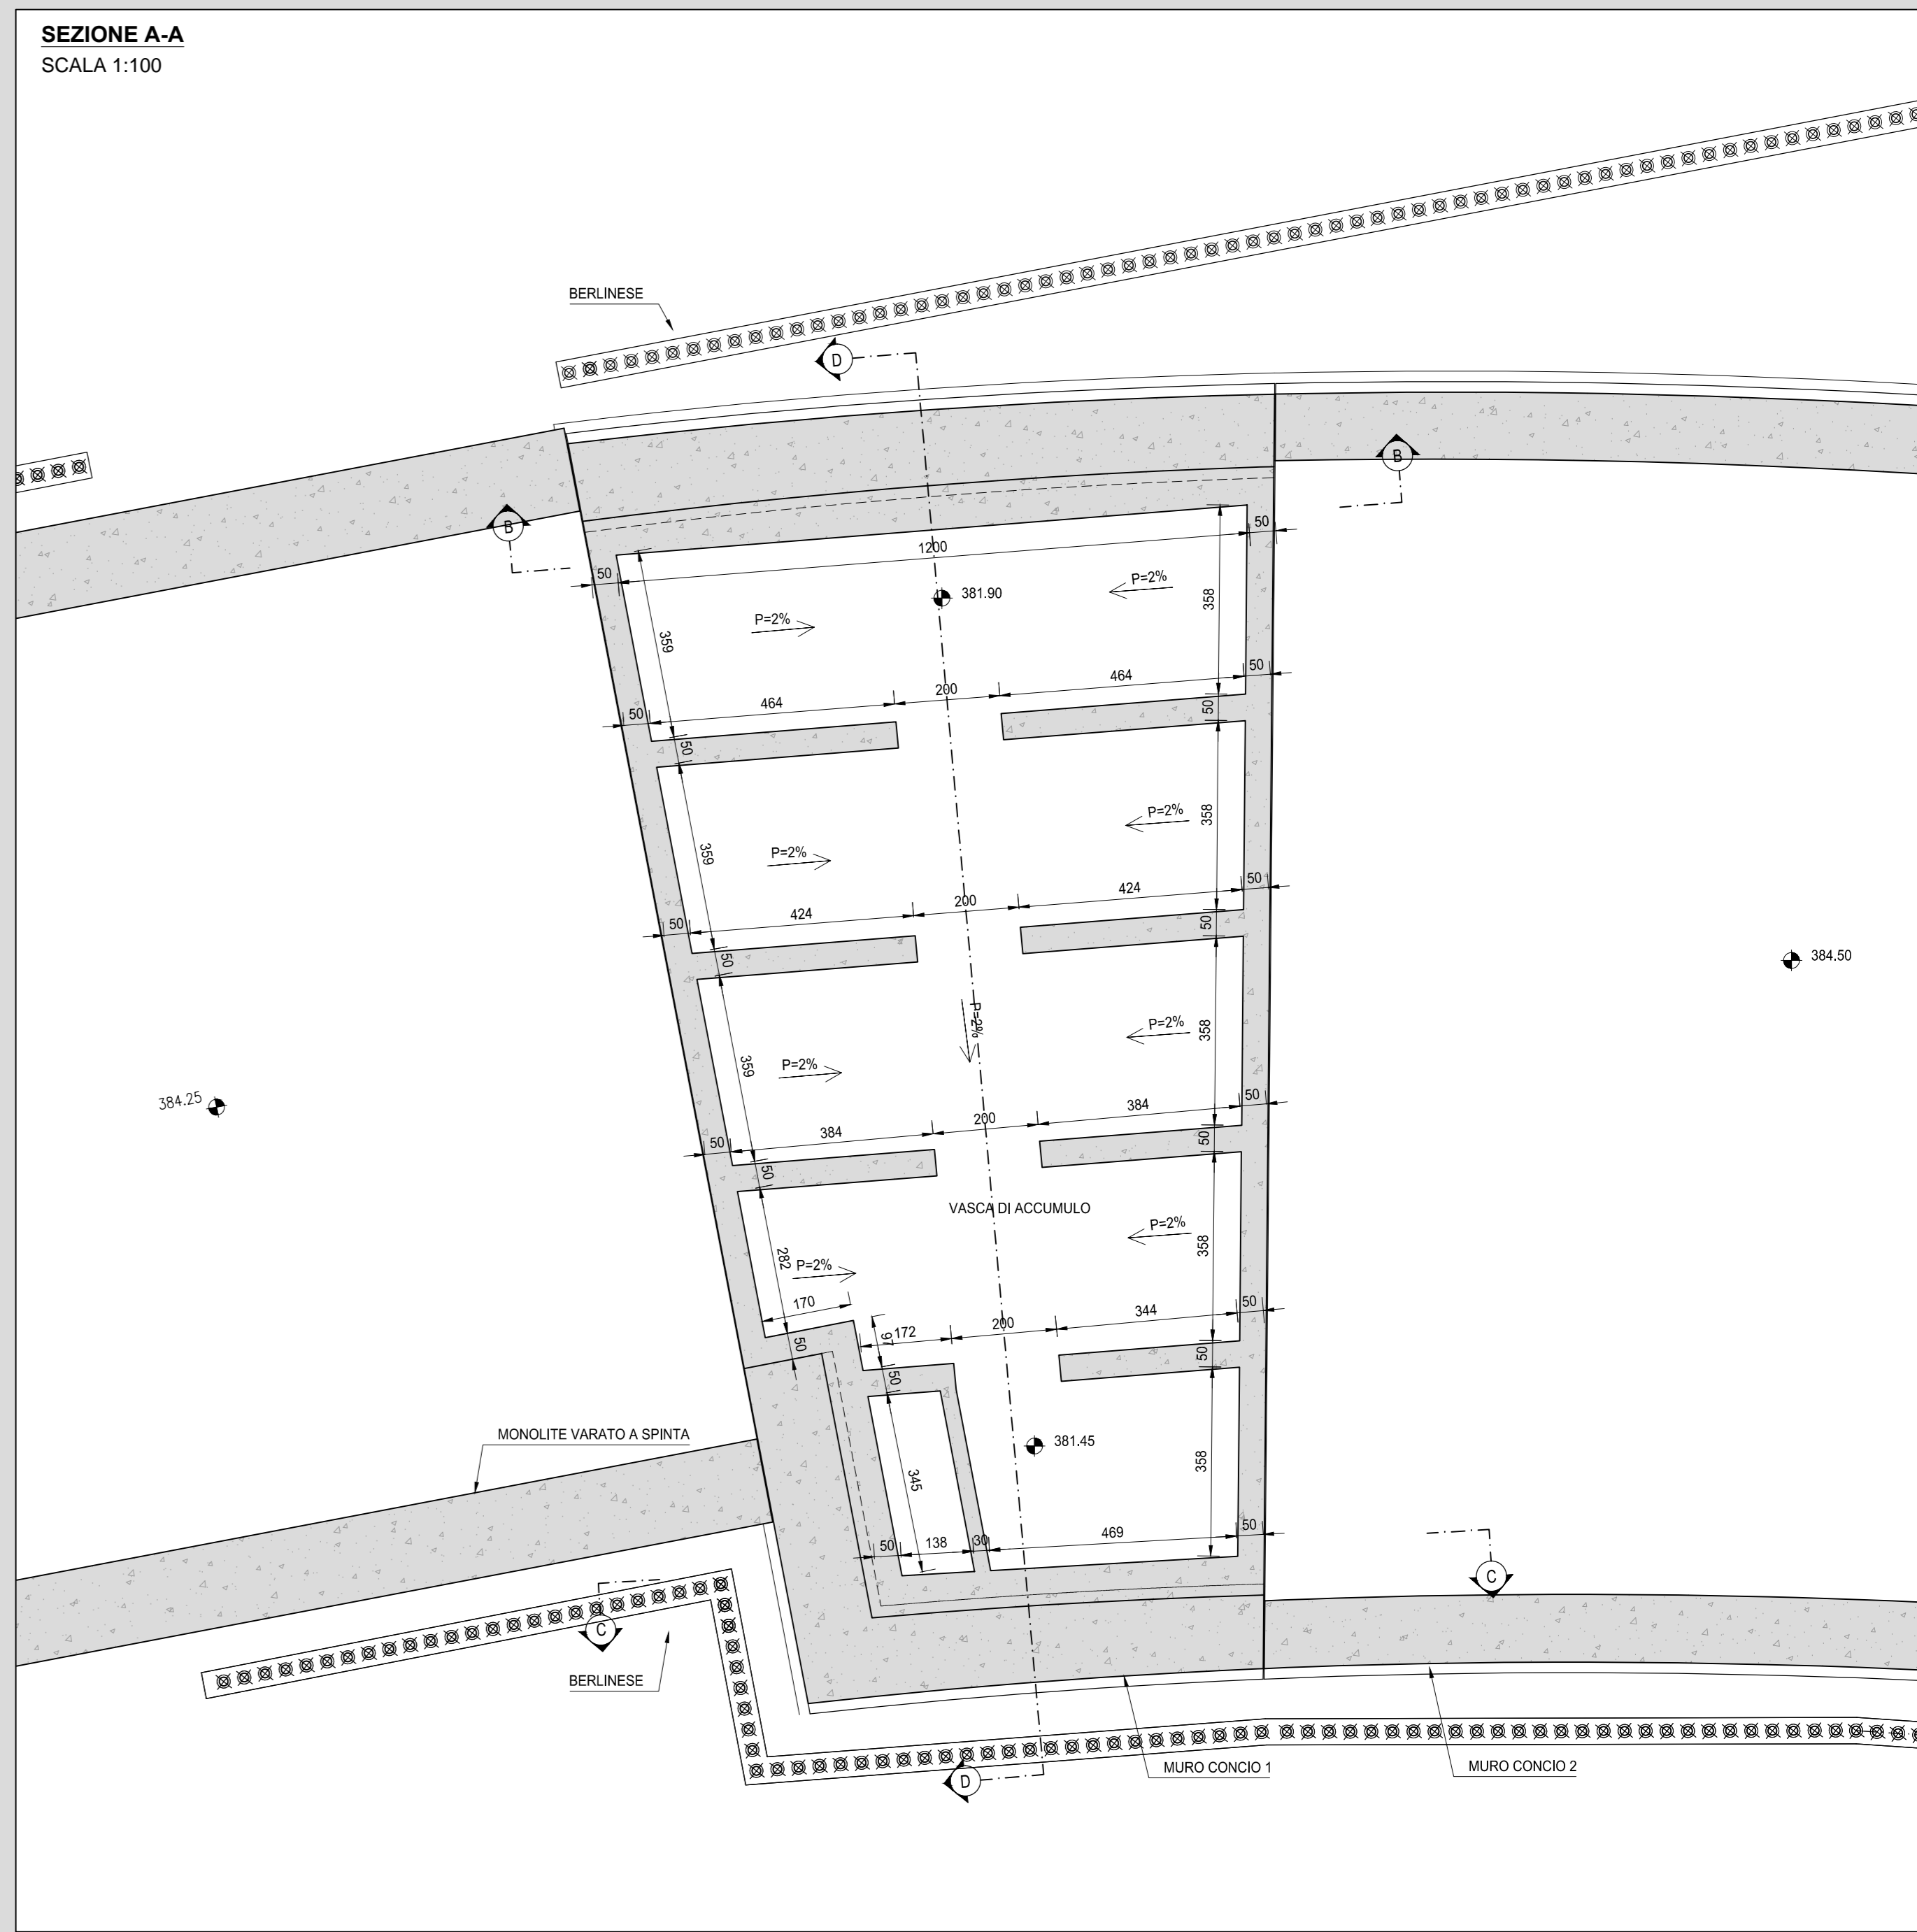 SEZIONE A-A
SCALA 1:100
BERLINESE
D
B
B
50
1200
50
P=2%
381.90
358
P=2%
359
50
464
200
464
50
50
50
P=2%
358
P=2%
359
50
424
200
424
50
50
50
384.50
P=2%
P=2%
358
P=2%
359
384.25
50
384
200
384
50
50
50
VASCA DI ACCUMULO
P=2%
358
282
P=2%
170
50
97
172
200
344
50
50
50
MONOLITE VARATO A SPINTA
381.45
358
345
50
138
30
469
50
C
C
BERLINESE
D
MURO CONCIO 1
MURO CONCIO 2